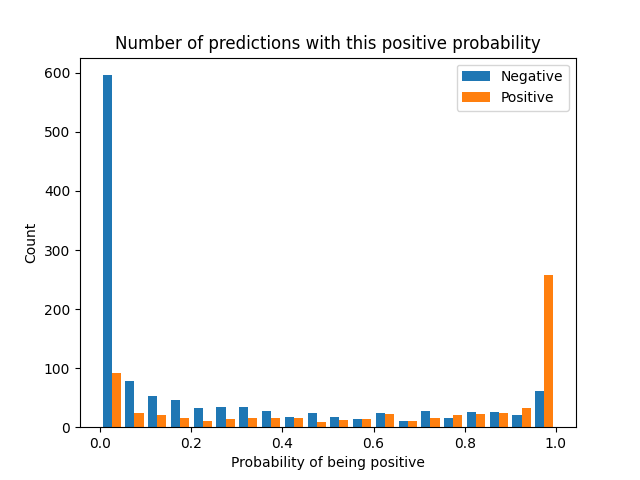 Number of predictions with this positive probability
Negative
Positive
600
500
400
300
200
100
0
Count
0.0 0.2 0.4 0.6 0.8 1.0
Probability of being positive